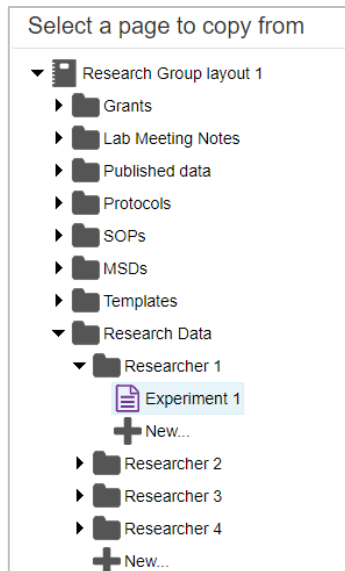 Select a page to copy from
Research Group layout 1
Grants
Lab Meeting Notes
Published data
Protocols
SOPs
MSDs
Templates
Research Data
Researcher 1
Experiment 1
New...
Researcher 2
Researcher 3
Researcher 4
New...